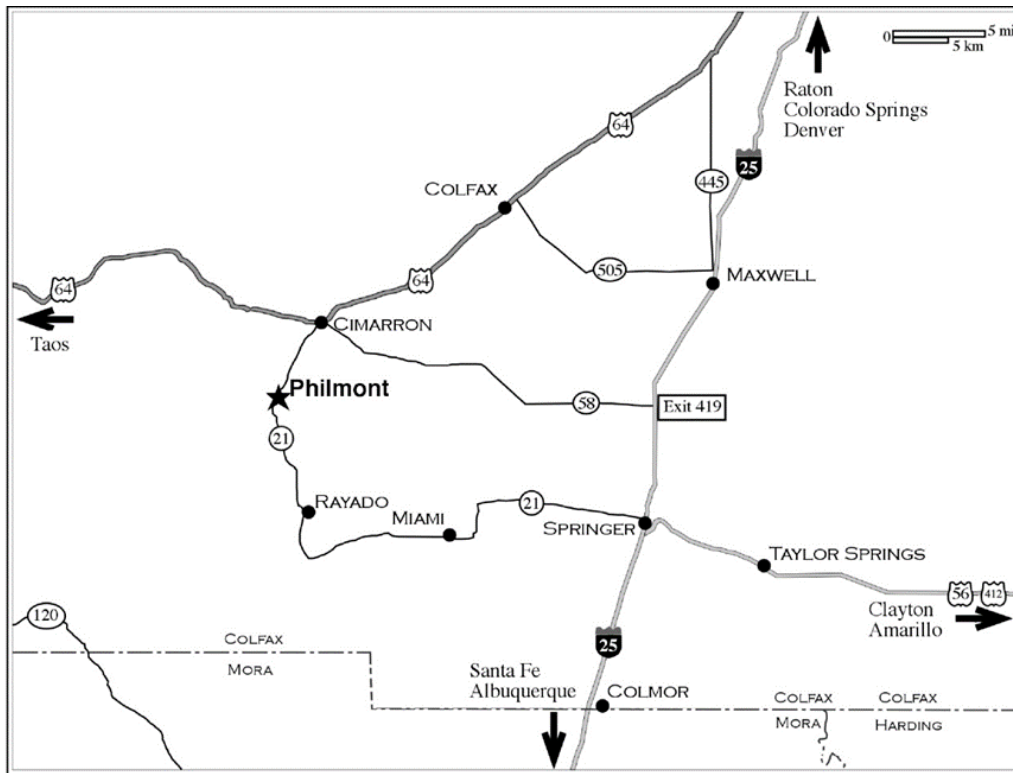 0
5 mi
5 km
Raton
Colorado Springs
Denver
64
25
445
COLFAX
505
MAXWELL
64
64
Taos
CIMARRON
Philmont
58
Exit 419
21
RAYADO
MIAMI
21
SPRINGER
TAYLOR SPRINGS
56
412
Clayton
Amarillo
120
COLFAX
MORA
25
Santa Fe
Albuquerque
COLMOR
COLFAX
MORA
COLFAX
HARDING